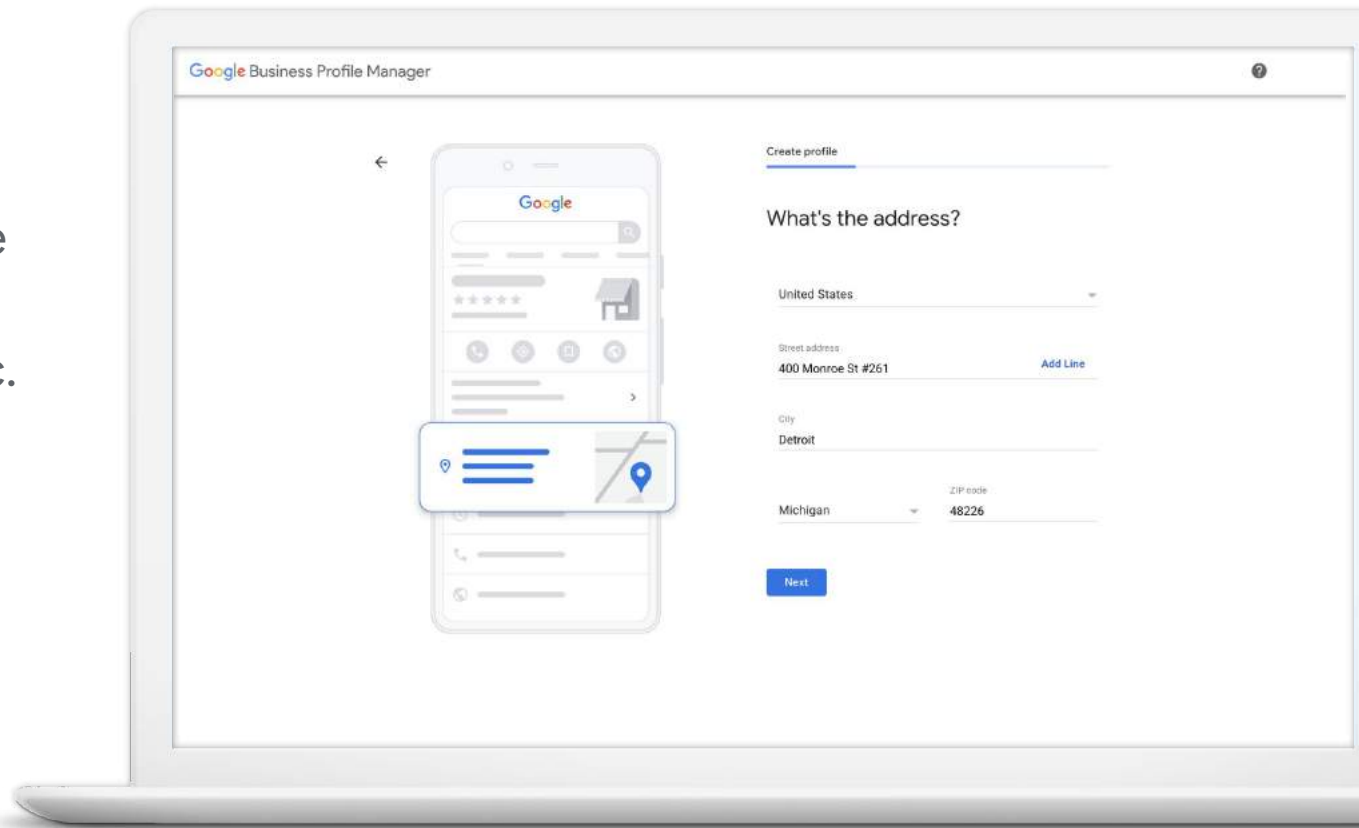 Google Business Profile Manager
Create profile
Google
What's the address?
United States
Street address
400 Monroe St #261
Add Line
City
Detroit
Michigan
ZIP code
48226
Next